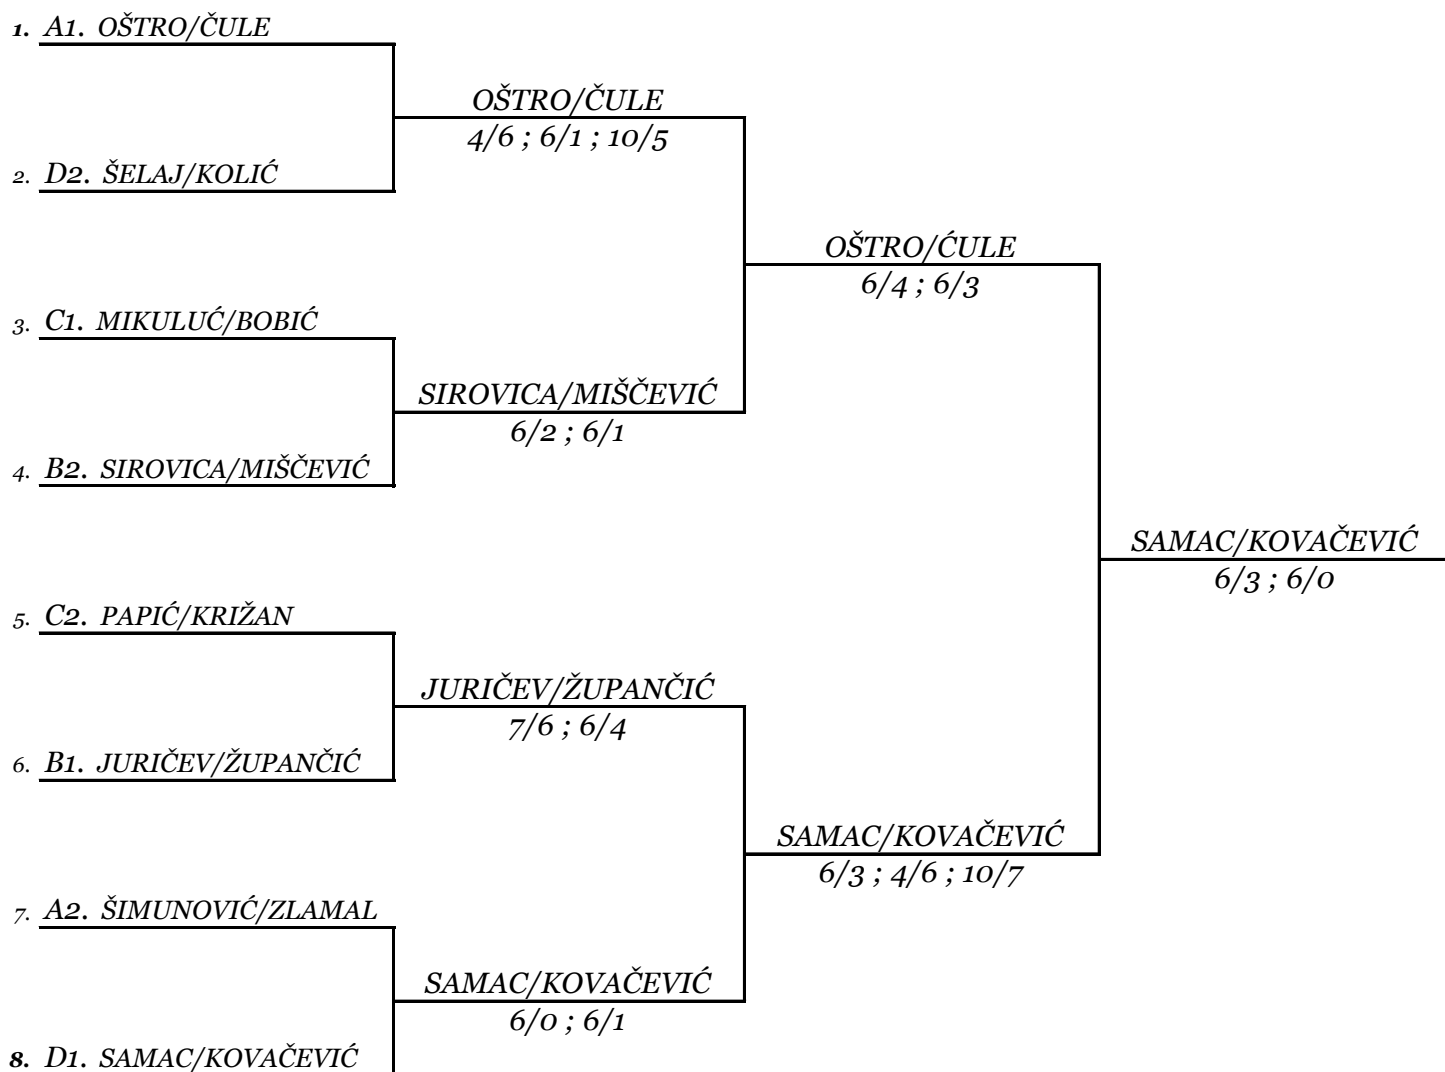 1. A1. OŠTRO/ČULE
OŠTRO/ČULE
4/6 ; 6/1 ; 10/5
2. D2. ŠELAJ/KOLIĆ
OŠTRO/ĆULE
6/4 ; 6/3
3. C1. MIKULUĆ/BOBIĆ
SIROVICA/MIŠČEVIĆ
6/2 ; 6/1
4. B2. SIROVICA/MIŠČEVIĆ
SAMAC/KOVAČEVIĆ
6/3 ; 6/0
5. C2. PAPIĆ/KRIŽAN
JURIČEV/ŽUPANČIĆ
7/6 ; 6/4
6. B1. JURIČEV/ŽUPANČIĆ
SAMAC/KOVAČEVIĆ
6/3 ; 4/6 ; 10/7
7. A2. ŠIMUNOVIĆ/ZLAMAL
SAMAC/KOVAČEVIĆ
6/0 ; 6/1
8. D1. SAMAC/KOVAČEVIĆ